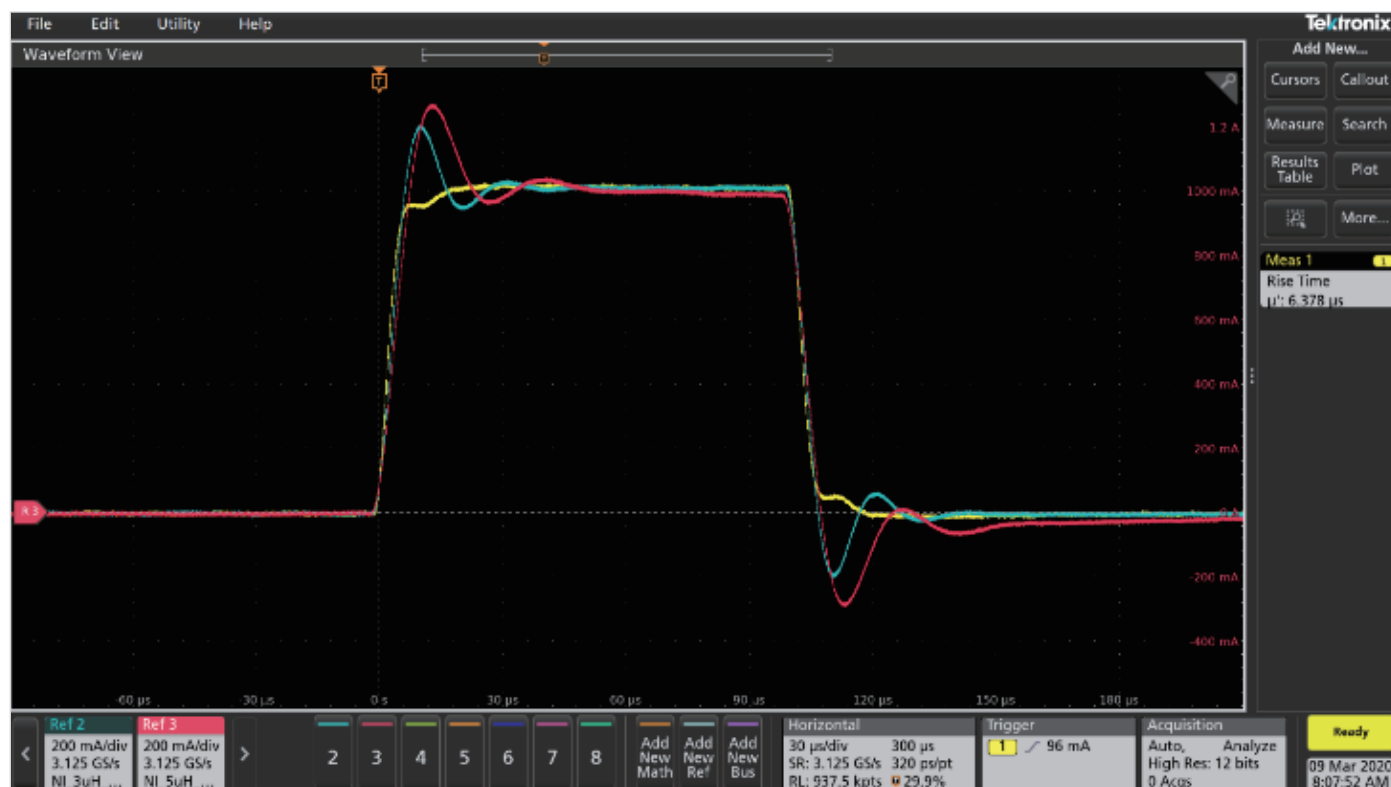 File Edit Utility Help
Tektronix
Waveform View
Add New...
Cursors Callout
Measure Search
Results Table Plot
More...
Meas 1 1
Rise Time
µ': 6.378 µs
T
1.2 A
1000 mA
800 mA
600 mA
400 mA
200 mA
R 3
0 A
-200 mA
-400 mA
-60 µs -30 µs 0 s 30 µs 60 µs 90 µs 120 µs 150 µs 180 µs
Ref 2
200 mA/div
3.125 GS/s
NI_3uH_...
Ref 3
200 mA/div
3.125 GS/s
NI_5uH_...
2 3 4 5 6 7 8
Add New Math
Add New Ref
Add New Bus
Horizontal
30 µs/div 300 µs
SR: 3.125 GS/s 320 ps/pt
RL: 937.5 kpts 29.9%
Trigger
1 96 mA
Acquisition
Auto, Analyze
High Res: 12 bits
0 Acqs
Ready
09 Mar 2020
8:07:52 AM